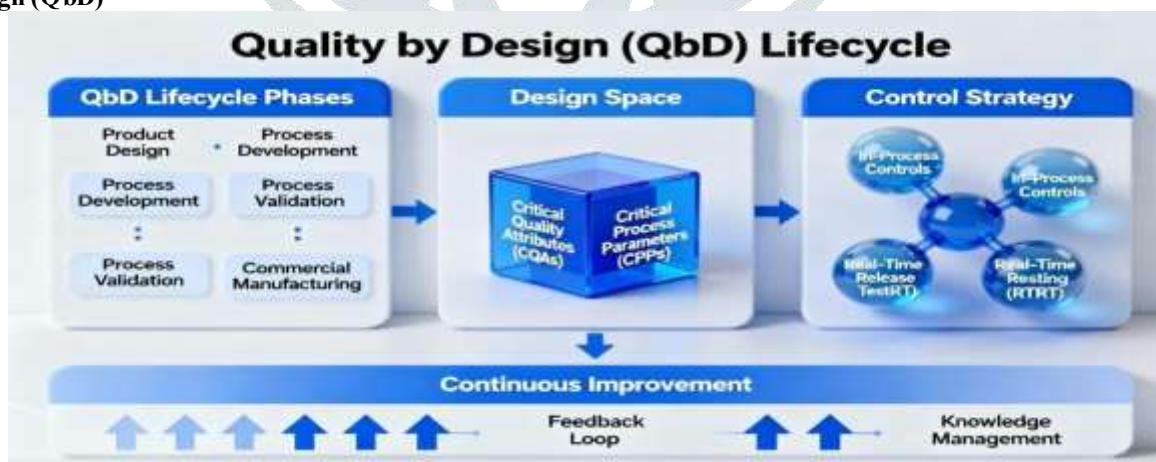 gn (QbD)
Quality by Design (QbD) Lifecycle
QbD Lifecycle Phases
Product
Design
Process
Development
Process
Development
Process
Validation
Process
Validation
Commercial
Manufacturing
Design Space
Critical
Quality
Attributes
(CQAs)
Critical
Process
Parameters
(CPPs)
Control Strategy
In-Process
Controls
In-Process
Controls
Real-Time
Release
TestRT)
Real-Time
Resting
(RTRT)
Continuous Improvement
Feedback
Loop
Knowledge
Management